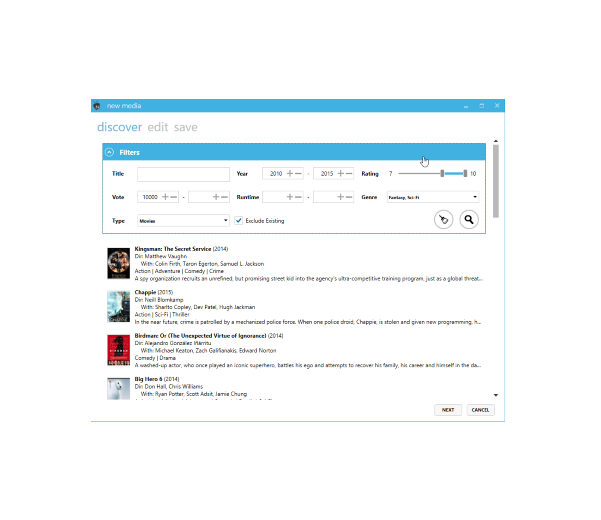 new media
discover edit save
Filters
Title Year 2010 - 2015 Rating 7 10
Vote 10000 - Runtime - Genre Fantasy, Sci-Fi
Type Movies Exclude Existing
Kingsman: The Secret Service (2014)
Dir: Matthew Vaughn
With: Colin Firth, Taron Egerton, Samuel L. Jackson
Action | Adventure | Comedy | Crime
A spy organization recruits an unrefined, but promising street kid into the agency's ultra-competitive training program, just as a global threat...
Chappie (2015)
Dir: Neill Blomkamp
With: Sharlto Copley, Dev Patel, Hugh Jackman
Action | Sci-Fi | Thriller
In the near future, crime is patrolled by a mechanized police force. When one police droid, Chappie, is stolen and given new programming, h...
Birdman: Or (The Unexpected Virtue of Ignorance) (2014)
Dir: Alejandro González Iñárritu
With: Michael Keaton, Zach Galifianakis, Edward Norton
Comedy | Drama
A washed-up actor, who once played an iconic superhero, battles his ego and attempts to recover his family, his career and himself in the da...
Big Hero 6 (2014)
Dir: Don Hall, Chris Williams
With: Ryan Potter, Scott Adsit, Jamie Chung
NEXT CANCEL